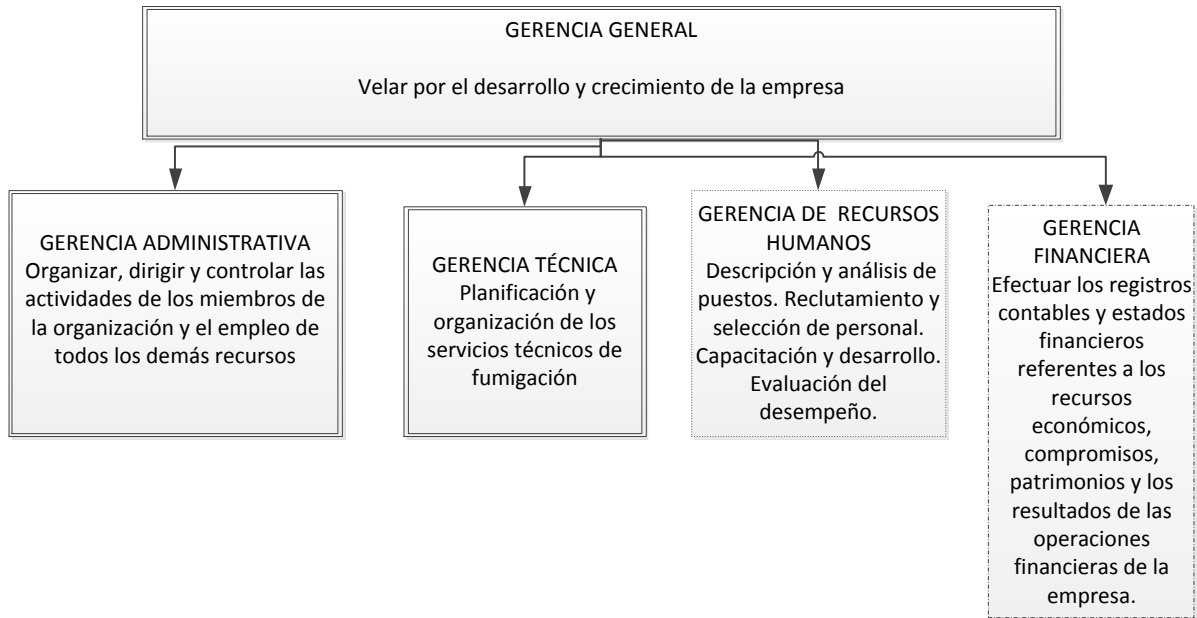 GERENCIA GENERAL
Velar por el desarrollo y crecimiento de la empresa
GERENCIA ADMINISTRATIVA
Organizar, dirigir y controlar las
actividades de los miembros de
la organización y el empleo de
todos los demás recursos
GERENCIA TÉCNICA
Planificación y
organización de los
servicios técnicos de
fumigación
GERENCIA DE RECURSOS
HUMANOS
Descripción y análisis de
puestos. Reclutamiento y
selección de personal.
Capacitación y desarrollo.
Evaluación del
desempeño.
GERENCIA
FINANCIERA
Efectuar los registros
contables y estados
financieros
referentes a los
recursos
económicos,
compromisos,
patrimonios y los
resultados de las
operaciones
financieras de la
empresa.